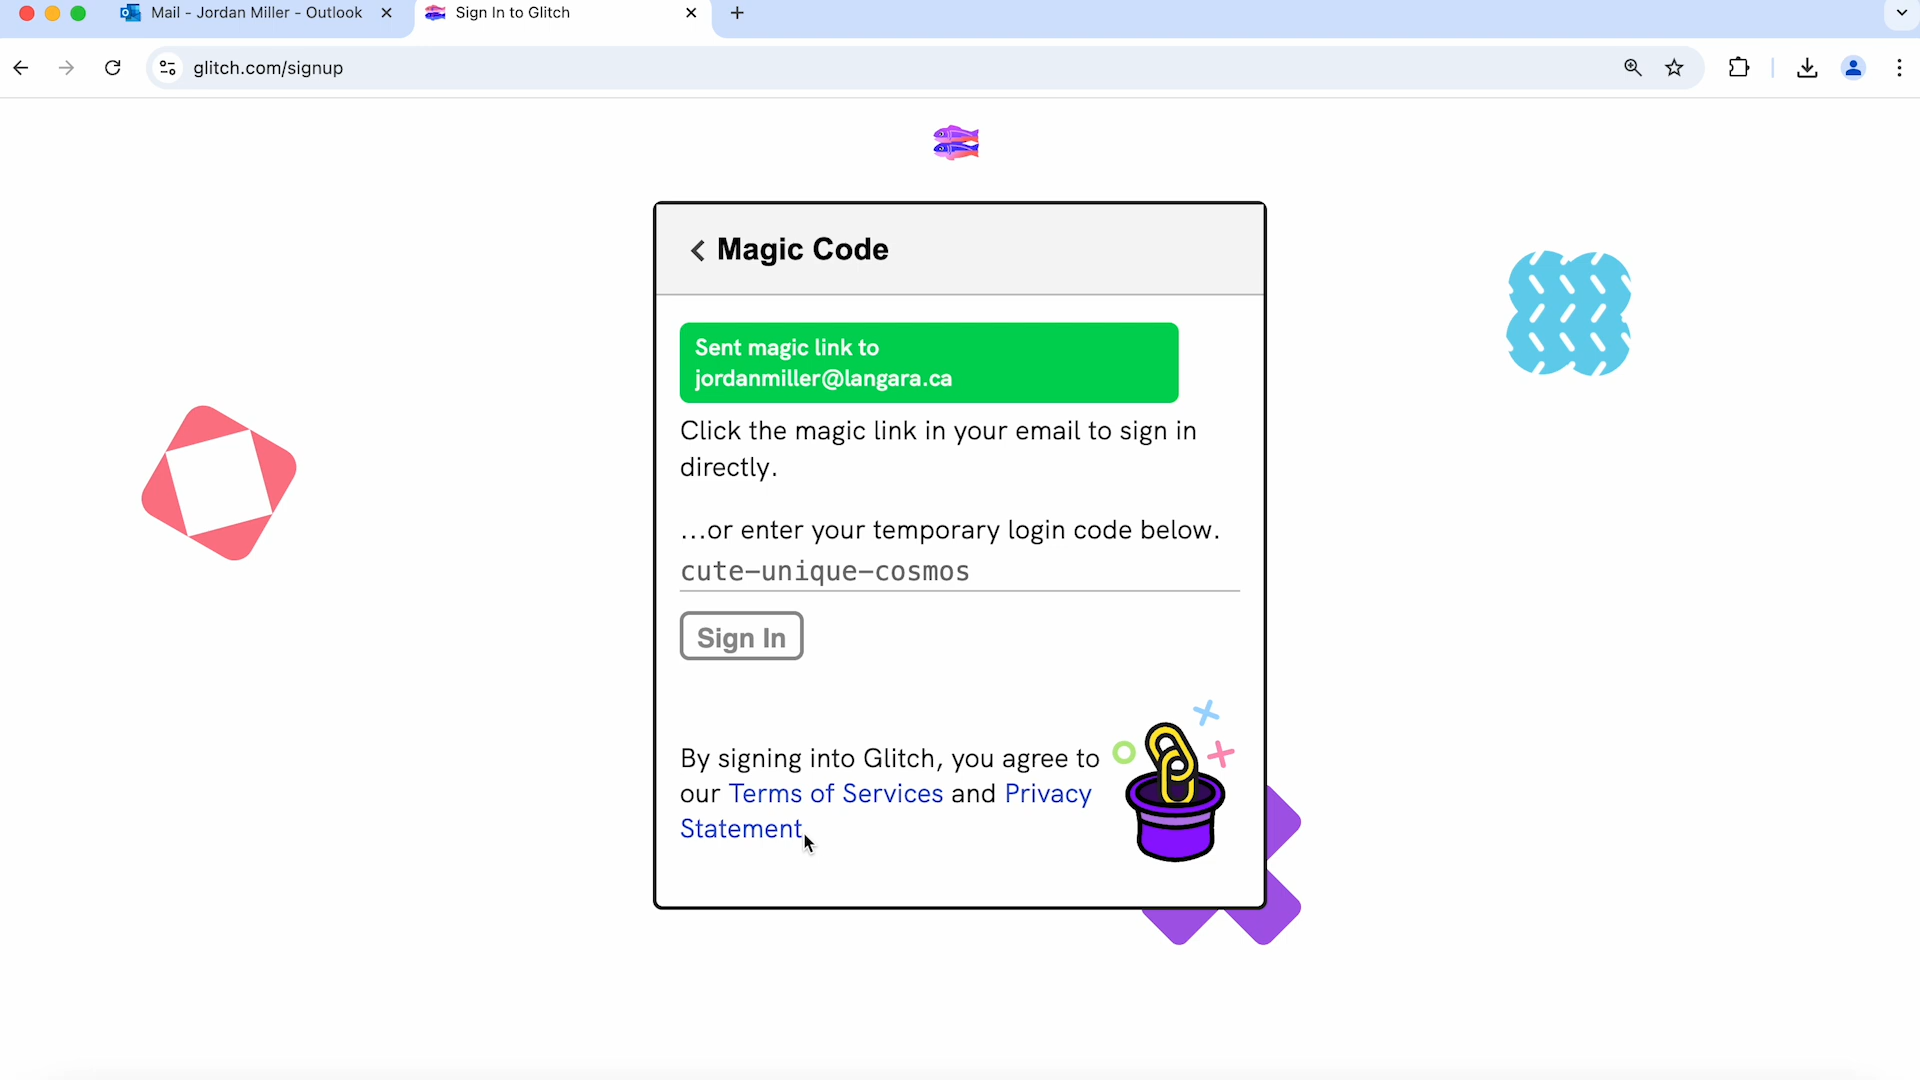 Mail - Jordan Miller - Outlook
Sign In to Glitch
glitch.com/signup
Magic Code
Sent magic link to
jordanmiller@langara.ca
Click the magic link in your email to sign in
directly.
...or enter your temporary login code below.
cute-unique-cosmos
Sign In
By signing into Glitch, you agree to
our Terms of Services and Privacy
Statement